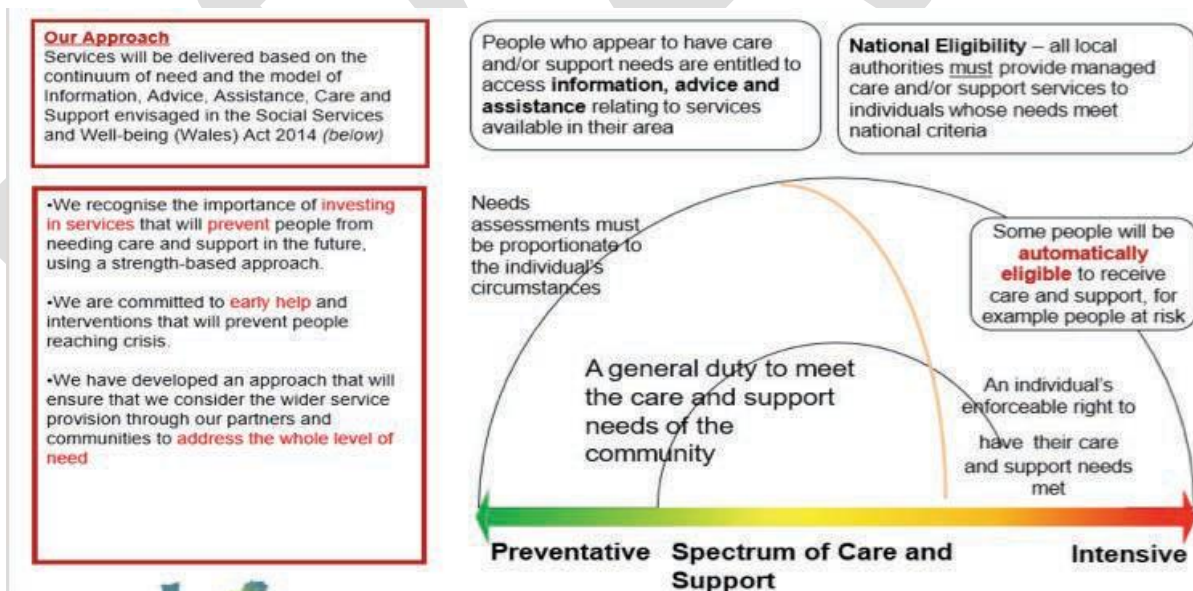 Our Approach
Services will be delivered based on the
continuum of need and the model of
Information, Advice, Assistance, Care and
Support envisaged in the Social Services
and Well-being (Wales) Act 2014 (below)
•We recognise the importance of investing
in services that will prevent people from
needing care and support in the future,
using a strength-based approach.
•We are committed to early help and
interventions that will prevent people
reaching crisis.
•We have developed an approach that will
ensure that we consider the wider service
provision through our partners and
communities to address the whole level of
need
People who appear to have care
and/or support needs are entitled to
access information, advice and
assistance relating to services
available in their area
National Eligibility – all local
authorities must provide managed
care and/or support services to
individuals whose needs meet
national criteria
Needs
assessments must
be proportionate to
the individual's
circumstances
Some people will be
automatically
eligible to receive
care and support, for
example people at risk
A general duty to meet
the care and support
needs of the
community
An individual's
enforceable right to
have their care
and support needs
met
Preventative
Spectrum of Care and
Support
Intensive